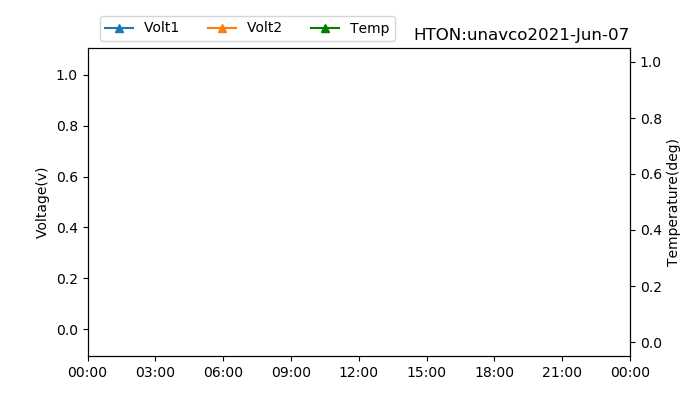 Volt1 Volt2 Temp
HTON:unavco2021-Jun-07
1.0
0.8
0.6
0.4
0.2
0.0
Voltage(v)
1.0
0.8
0.6
0.4
0.2
0.0
Temperature(deg)
00:00 03:00 06:00 09:00 12:00 15:00 18:00 21:00 00:00